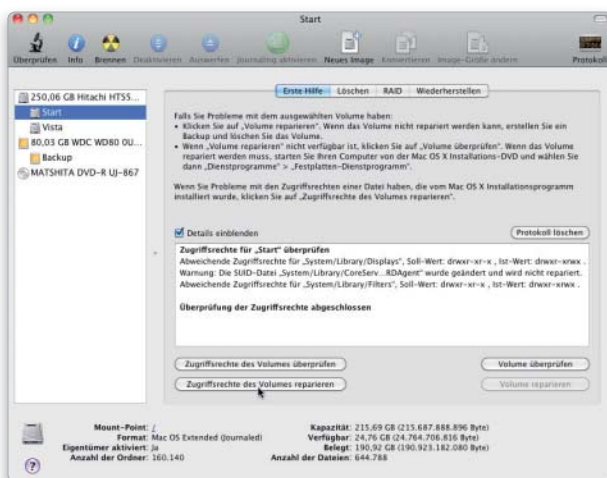 Start
Überprüfen Info Brennen Deaktivieren Auswerfen Journaling aktivieren Neues Image Konvertieren Image-Größe ändern Protokoll
250,06 GB Hitachi HTS5...
Start
Vista
80,03 GB WDC WD80 0U...
Backup
MATSHITA DVD-R UJ-867
Erste Hilfe Löschen RAID Wiederherstellen
Falls Sie Probleme mit dem ausgewählten Volume haben:
• Klicken Sie auf „Volume reparieren“. Wenn das Volume nicht repariert werden kann, erstellen Sie ein
Backup und löschen Sie das Volume.
• Wenn „Volume reparieren“ nicht verfügbar ist, klicken Sie auf „Volume überprüfen“. Wenn das Volume
repariert werden muss, starten Sie Ihren Computer von der Mac OS X Installations-DVD und wählen Sie
dann „Dienstprogramme“ > „Festplatten-Dienstprogramm“.
Wenn Sie Probleme mit den Zugriffsrechten einer Datei haben, die vom Mac OS X Installationsprogramm
installiert wurde, klicken Sie auf „Zugriffsrechte des Volumes reparieren“.
Details einblenden
Protokoll löschen
Zugriffsrechte für „Start“ überprüfen
Abweichende Zugriffsrechte für „System/Library/Displays“, Soll-Wert: drwxr-xr-x , Ist-Wert: drwxr-xrwx .
Warnung: Die SUID-Datei „System/Library/CoreServ...RDAgent“ wurde geändert und wird nicht repariert.
Abweichende Zugriffsrechte für „System/Library/Filters“, Soll-Wert: drwxr-xr-x , Ist-Wert: drwxr-xrwx .
Überprüfung der Zugriffsrechte abgeschlossen
Zugriffsrechte des Volumes überprüfen
Volume überprüfen
Zugriffsrechte des Volumes reparieren
Volume reparieren
Mount-Point: /
Format: Mac OS Extended (Journaled)
Eigentümer aktiviert: Ja
Anzahl der Ordner: 160.140
Kapazität: 215,69 GB (215.687.888.896 Byte)
Verfügbar: 24,76 GB (24.764.706.816 Byte)
Belegt: 190,92 GB (190.923.182.080 Byte)
Anzahl der Dateien: 644.788
?